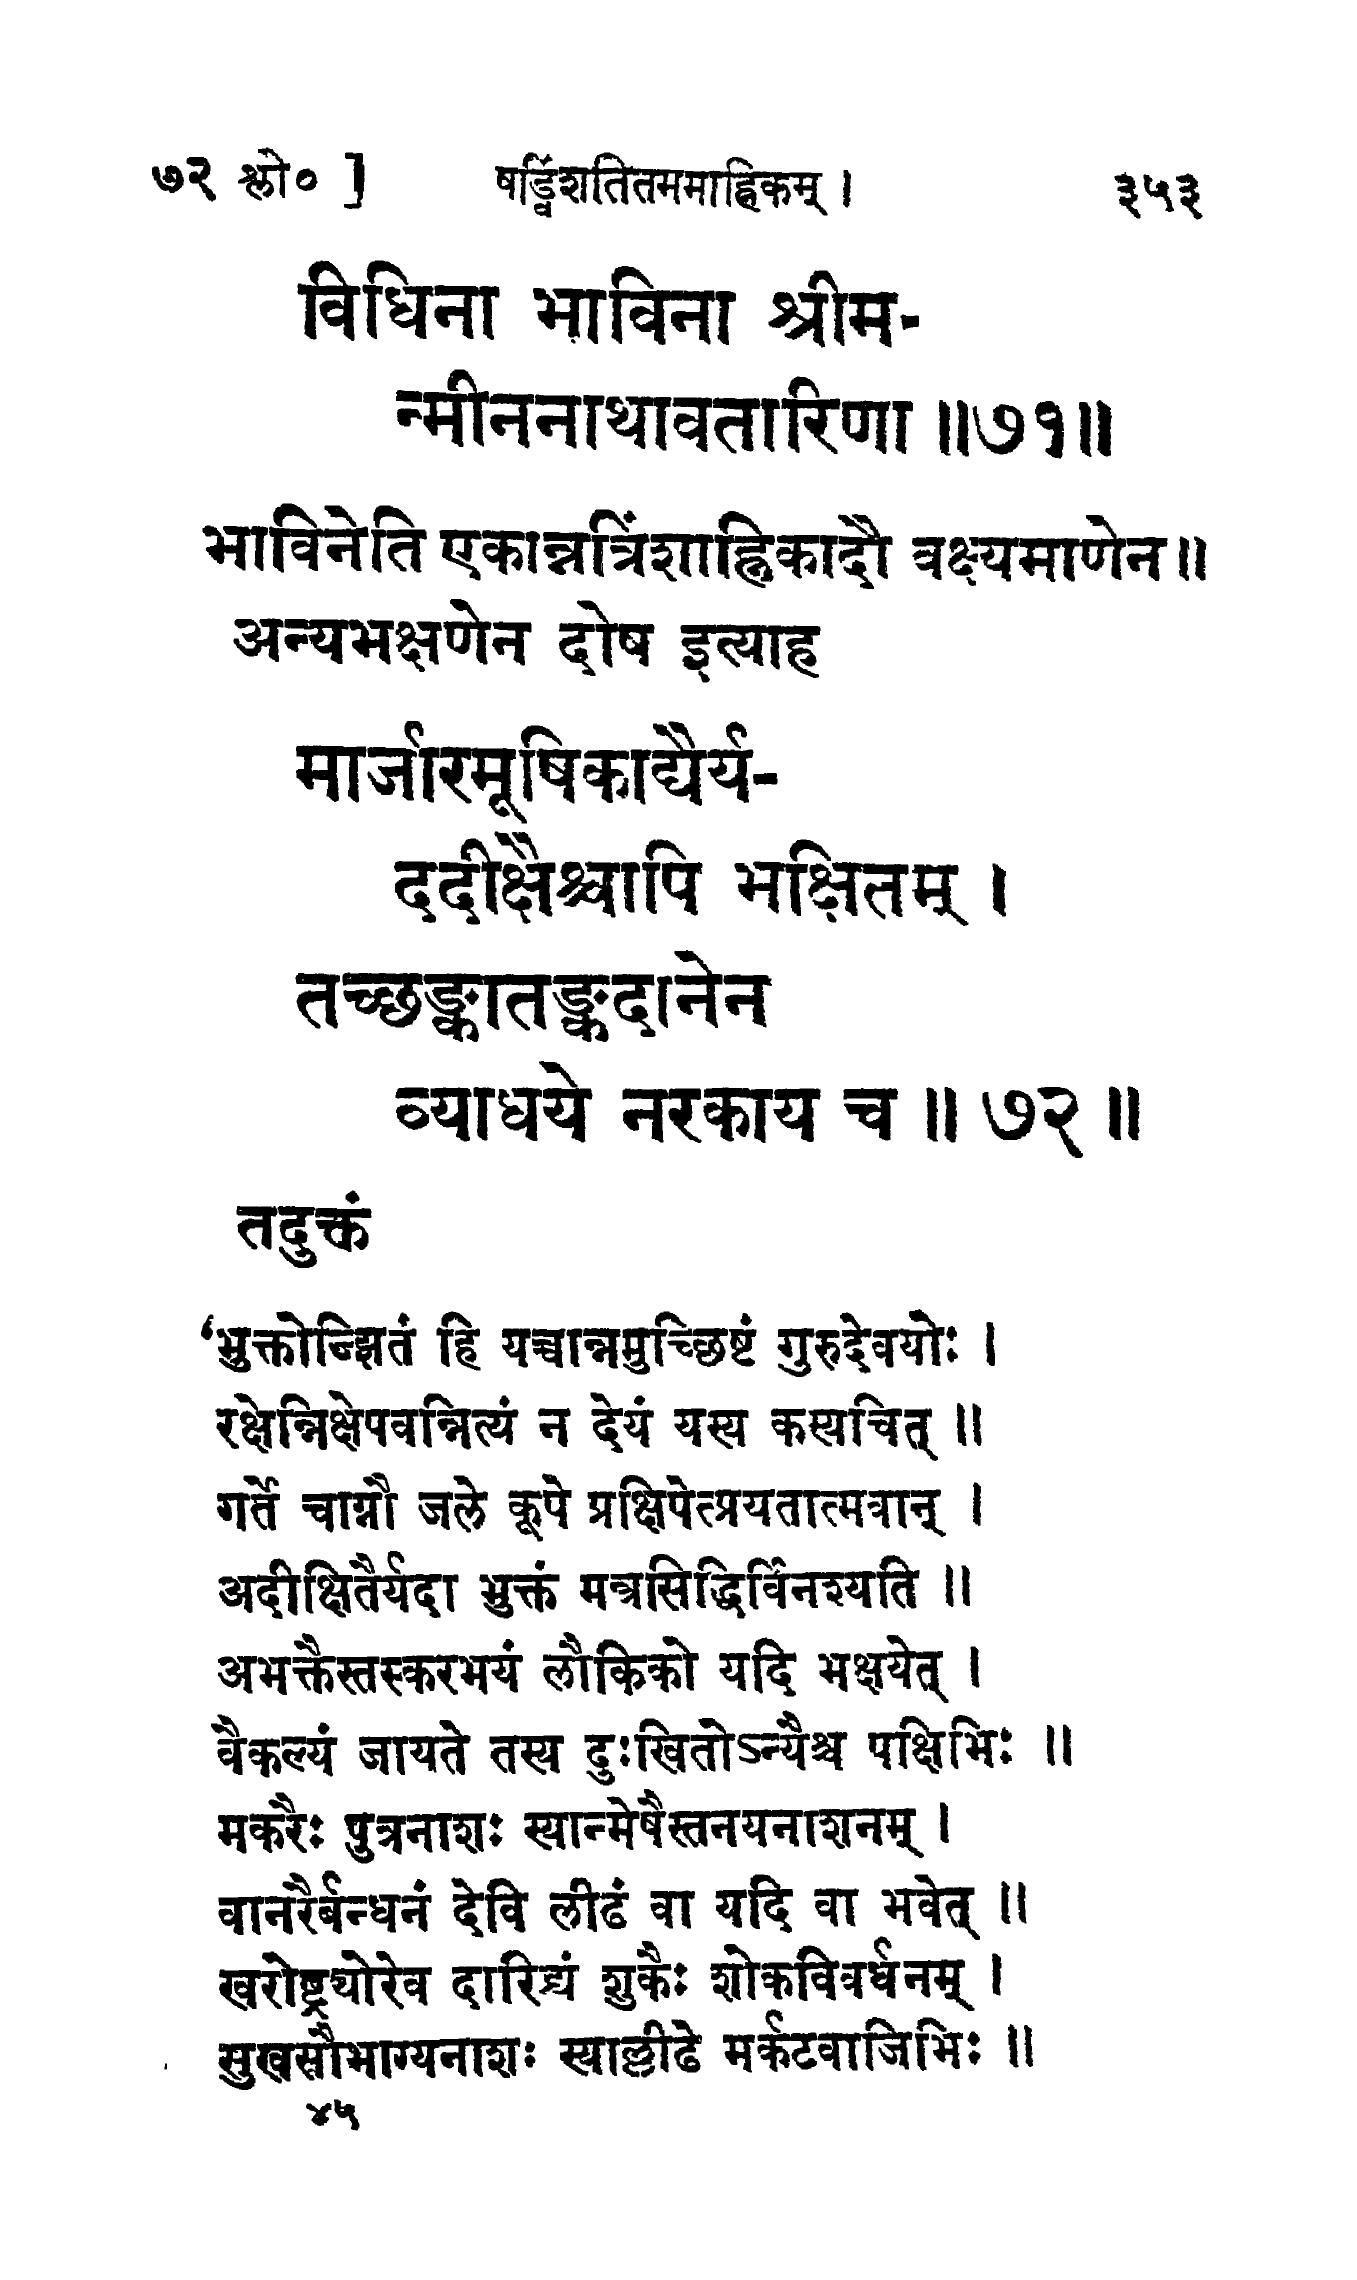 ७२ श्लो० ] षड्विंशतितममाह्निकम् । ३५३
विधिना भाविना श्रीम-
न्मीननाथावतारिणा ॥७१॥
भाविनेति एकान्नत्रिंशाह्निकादौ वक्ष्यमाणेन॥
अन्यभक्षणेन दोष इत्याह
मार्जारमूषिकाद्यैर्य-
ददीक्षैश्चापि भक्षितम् ।
तच्छङ्कातङ्कदानेन
व्याधये नरकाय च ॥ ७२ ॥
तदुक्तं
‘भुक्तोज्झितं हि यच्चान्नमुच्छिष्टं गुरुदेवयोः ।
रक्षेन्निक्षेपवन्नित्यं न देयं यस्य कस्यचित् ॥
गर्ते चाग्नौ जले कूपे प्रक्षिपेत्प्रयतात्मवान् ।
अदीक्षितैर्यदा भुक्तं मन्त्रसिद्धिर्विनश्यति ॥
अभक्तैस्तस्करभयं लौकिको यदि भक्षयेत् ।
वैकल्यं जायते तस्य दुःखितोऽन्यैश्च पक्षिभिः ॥
मकरैः पुत्रनाशः स्यान्मेषैस्तनयनाशनम् ।
वानरैर्बन्धनं देवि लीढं वा यदि वा भवेत् ॥
खरोष्ट्रयोरेव दारिद्र्यं शुकैः शोकविवर्धनम् ।
सुखसौभाग्यनाशः स्याल्लीढे मर्कटवाजिभिः ॥
४५